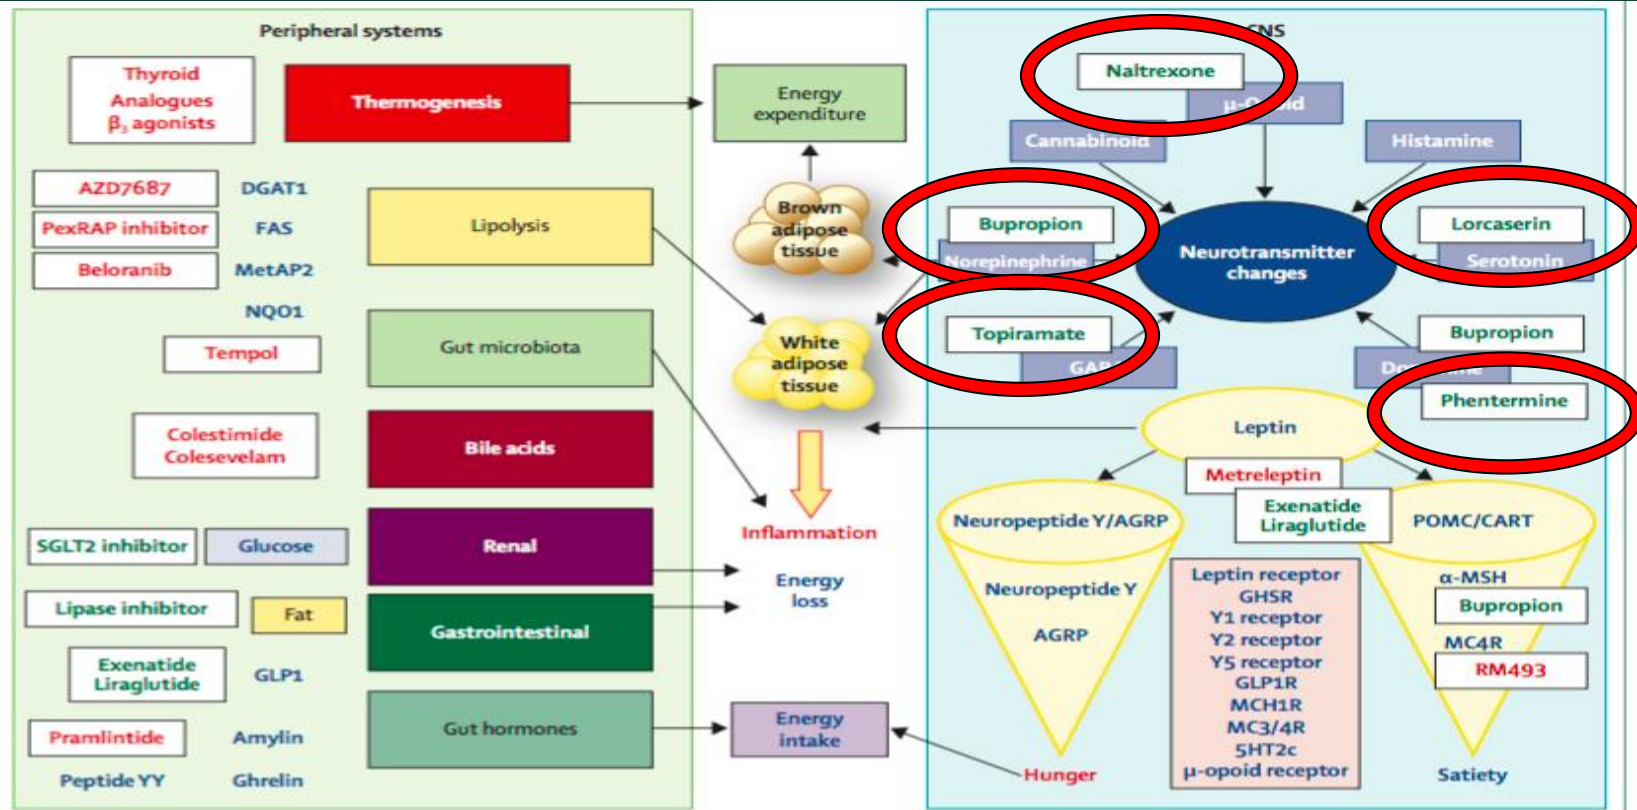 Peripheral systems
Thyroid
Analogues
β3 agonists
Thermogenesis
AZD7687
DGAT1
PexRAP inhibitor
FAS
Beloranib
MetAP2
NQO1
Lipolysis
Tempol
Gut microbiota
Colestimide
Colesevelam
Bile acids
SGLT2 inhibitor
Glucose
Renal
Lipase inhibitor
Fat
Gastrointestinal
Exenatide
Liraglutide
GLP1
Pramlintide
Amylin
Gut hormones
Peptide YY
Ghrelin
Energy
expenditure
Brown
adipose
tissue
White
adipose
tissue
Inflammation
Energy
loss
Energy
intake
CNS
Naltrexone
μ-Opioid
Cannabinoid
Histamine
Bupropion
Norepinephrine
Neurotransmitter
changes
Lorcaserin
Serotonin
Topiramate
Bupropion
Phentermine
Leptin
Metreleptin
Exenatide
Liraglutide
Neuropeptide Y/AGRP
POMC/CART
Neuropeptide Y
AGRP
Leptin receptor
GHSR
Y1 receptor
Y2 receptor
Y5 receptor
GLP1R
MCH1R
MC3/4R
5HT2c
μ-opoid receptor
α-MSH
Bupropion
MC4R
RM493
Hunger
Satiety